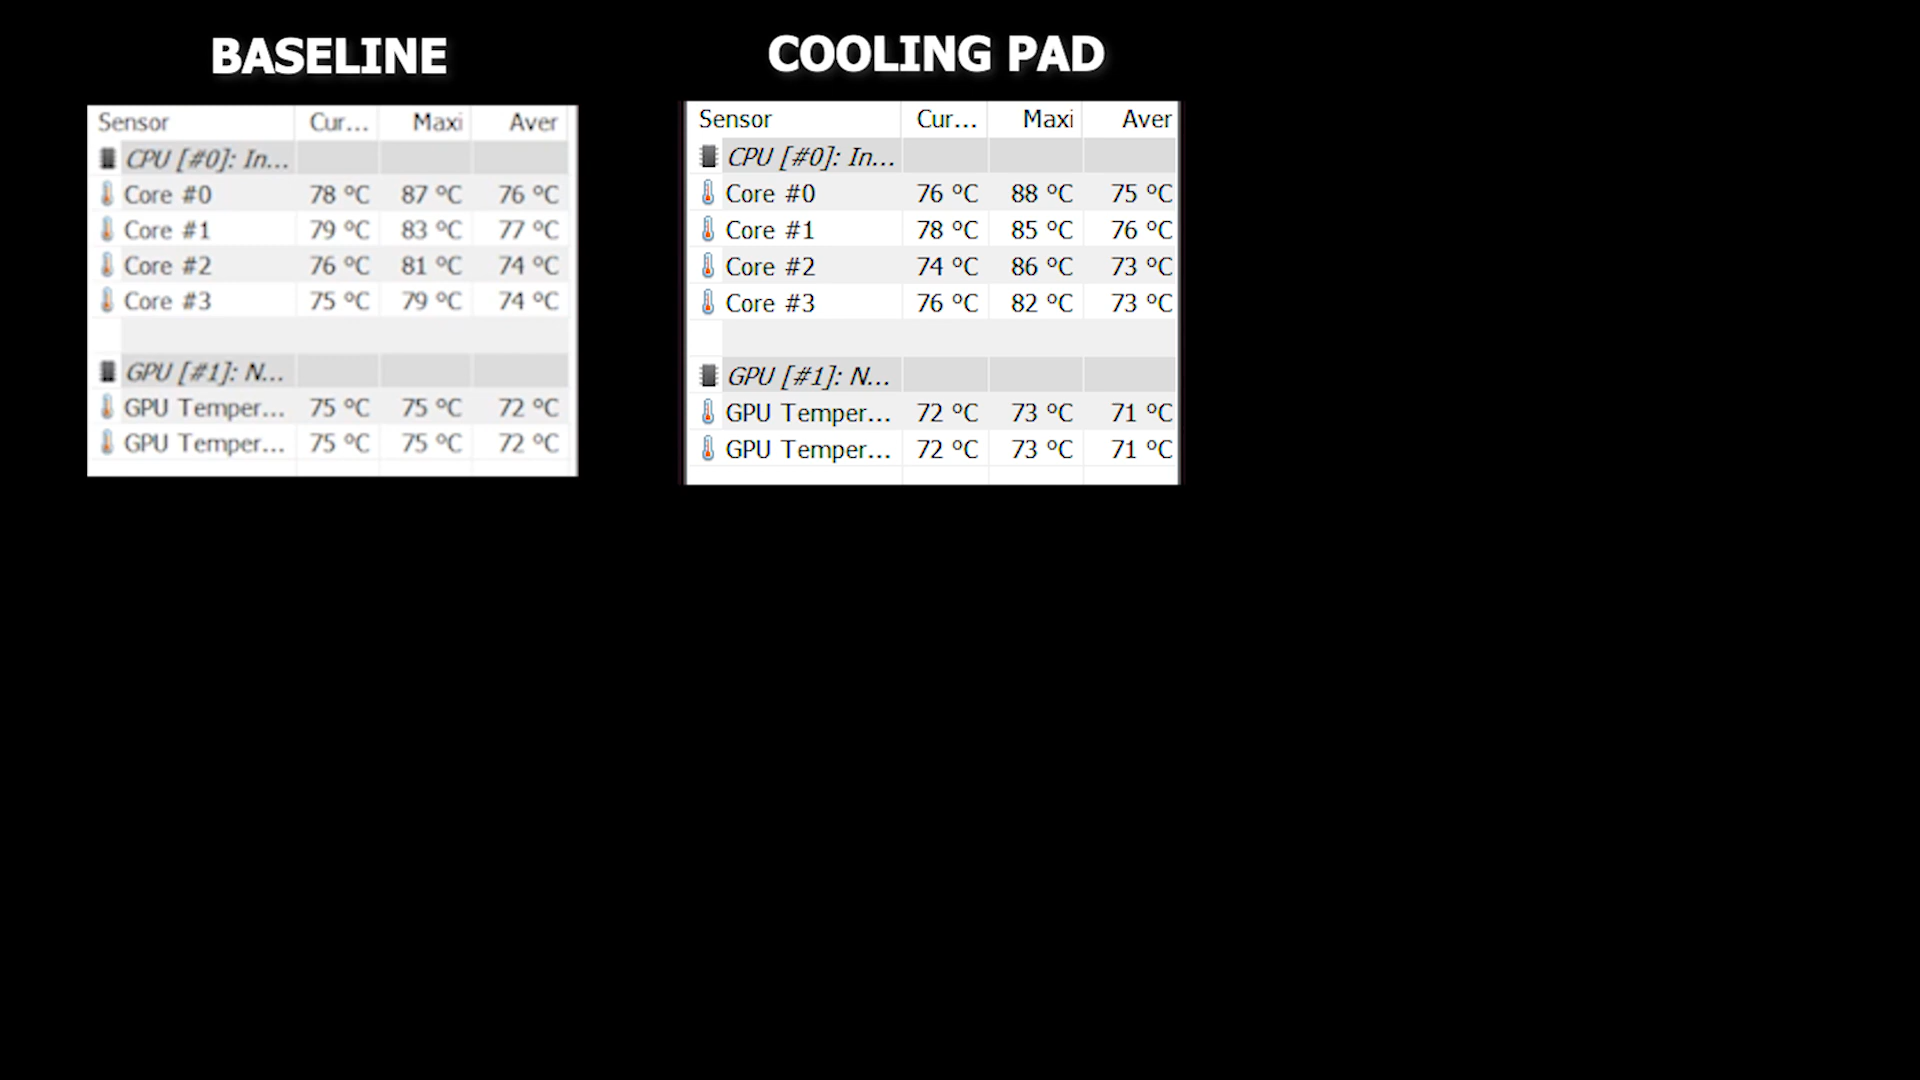 BASELINE
Sensor Cur... Maxi Aver
CPU [#0]: In...
Core #0 78 °C 87 °C 76 °C
Core #1 79 °C 83 °C 77 °C
Core #2 76 °C 81 °C 74 °C
Core #3 75 °C 79 °C 74 °C
GPU [#1]: N...
GPU Temper... 75 °C 75 °C 72 °C
GPU Temper... 75 °C 75 °C 72 °C
COOLING PAD
Sensor Cur... Maxi Aver
CPU [#0]: In...
Core #0 76 °C 88 °C 75 °C
Core #1 78 °C 85 °C 76 °C
Core #2 74 °C 86 °C 73 °C
Core #3 76 °C 82 °C 73 °C
GPU [#1]: N...
GPU Temper... 72 °C 73 °C 71 °C
GPU Temper... 72 °C 73 °C 71 °C